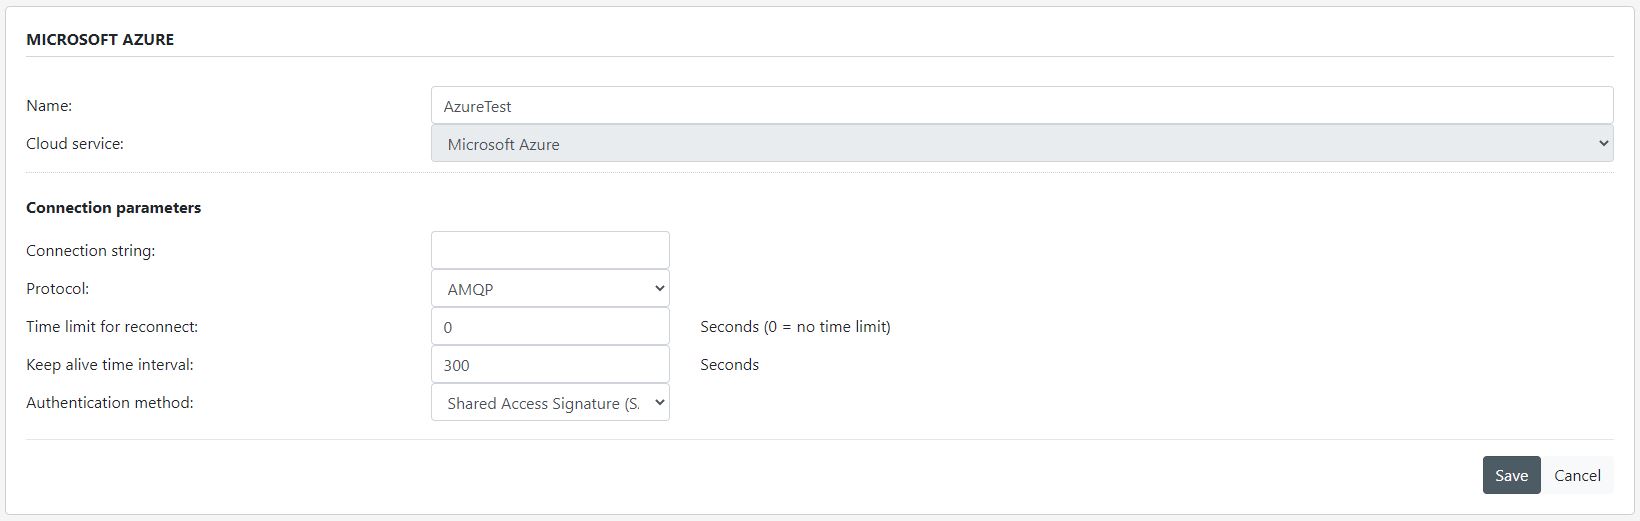 MICROSOFT AZURE
Name: AzureTest
Cloud service: Microsoft Azure
Connection parameters
Connection string:
Protocol: AMQP
Time limit for reconnect: 0 Seconds (0 = no time limit)
Keep alive time interval: 300 Seconds
Authentication method: Shared Access Signature (S.
Save Cancel